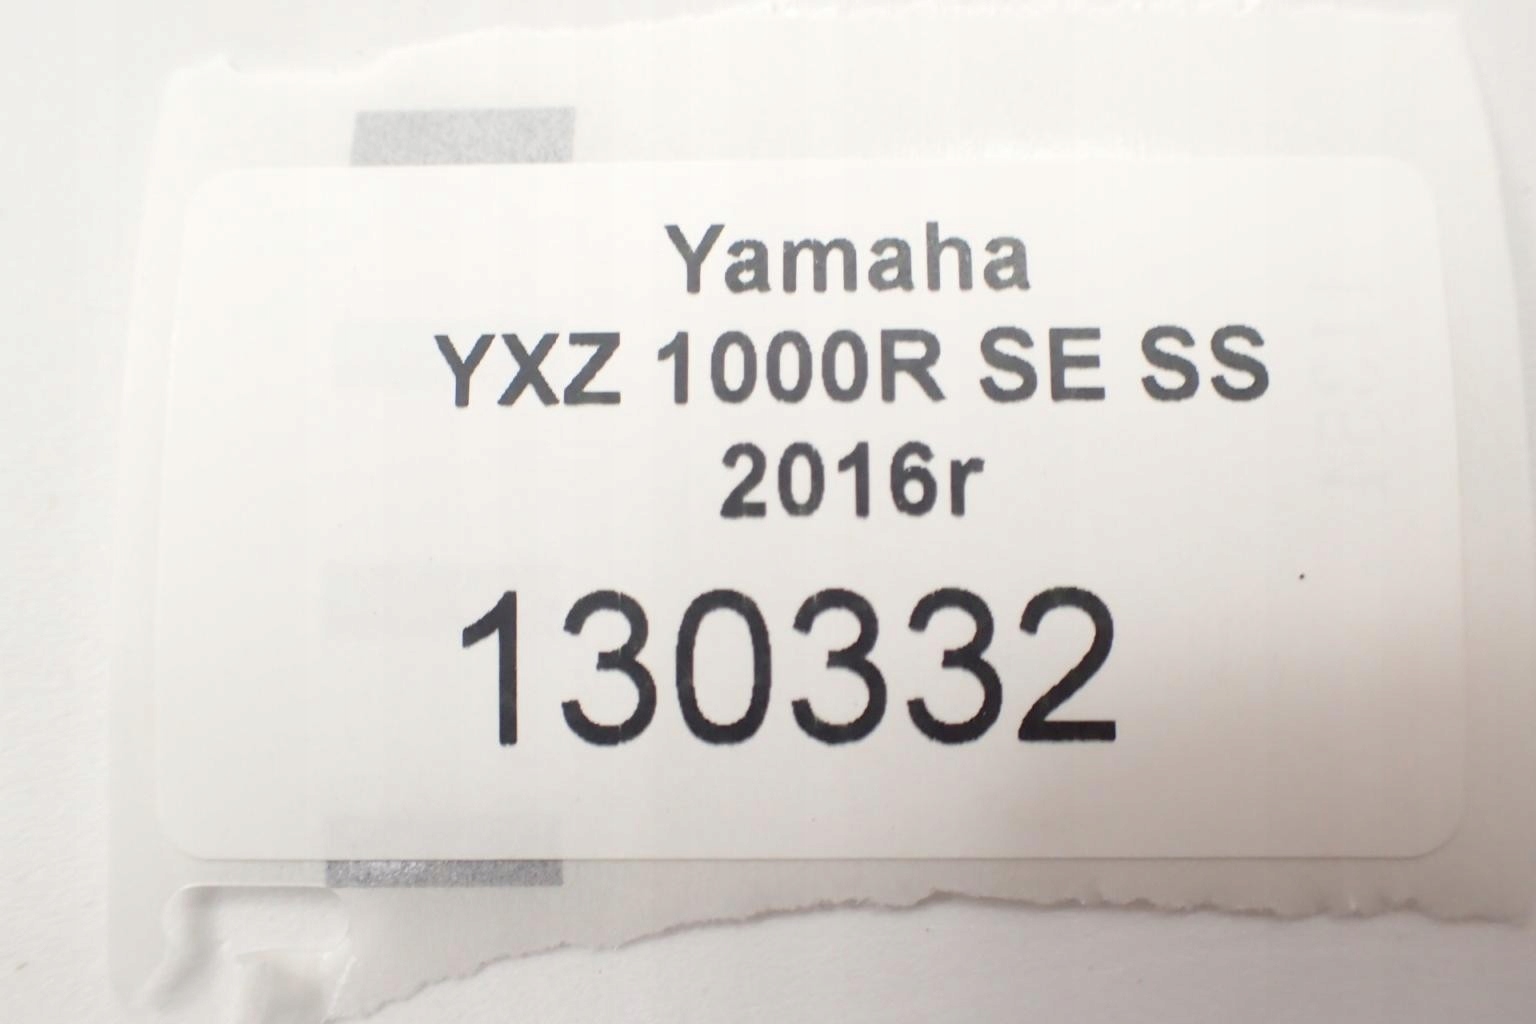 Yamaha
YXZ 1000R SE SS
2016r
130332